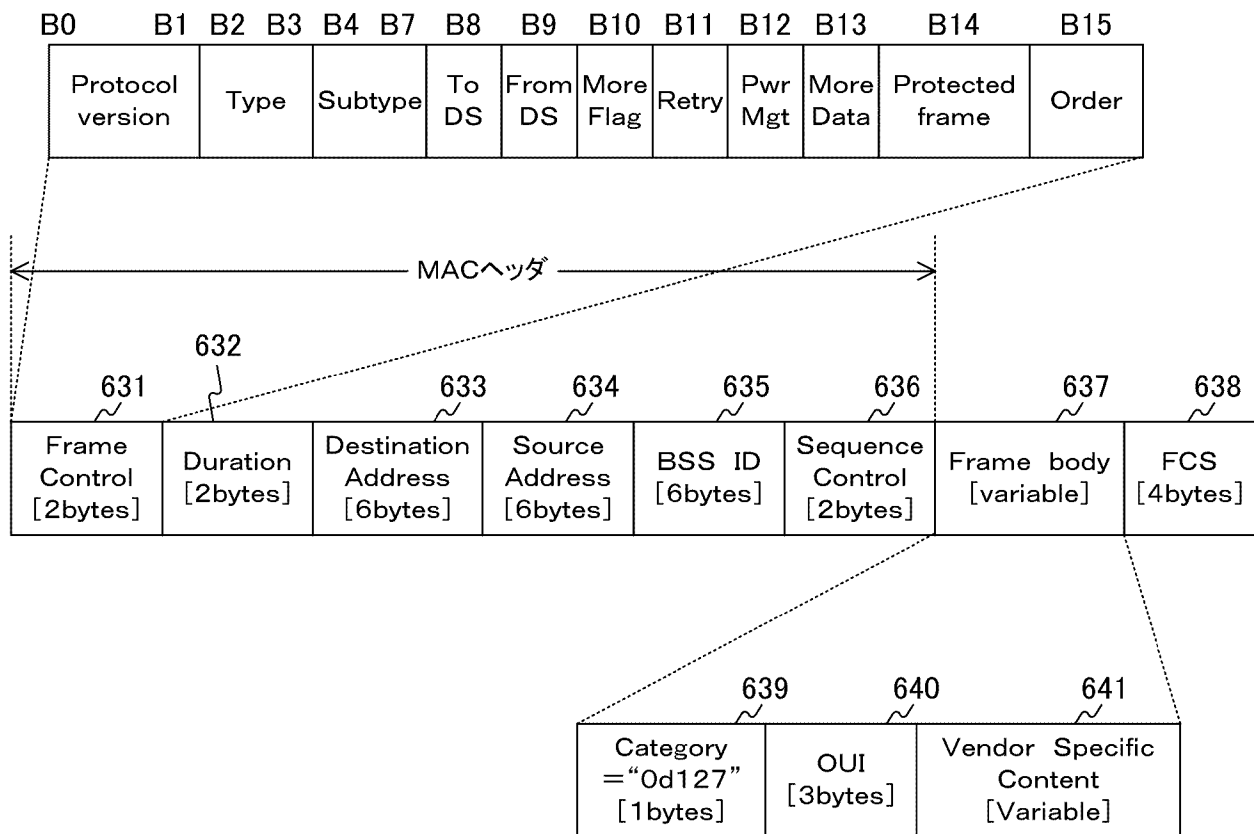 B0 B1 B2 B3 B4 B7 B8 B9 B10 B11 B12 B13 B14 B15
Protocol
version
Type
Subtype
To
DS
From
DS
More
Flag
Retry
Pwr
Mgt
More
Data
Protected
frame
Order
MACヘッダ
631
632
633
634
635
636
637
638
Frame
Control
[2bytes]
Duration
[2bytes]
Destination
Address
[6bytes]
Source
Address
[6bytes]
BSS ID
[6bytes]
Sequence
Control
[2bytes]
Frame body
[variable]
FCS
[4bytes]
639
640
641
Category
=“0d127”
[1bytes]
OUI
[3bytes]
Vendor Specific
Content
[Variable]